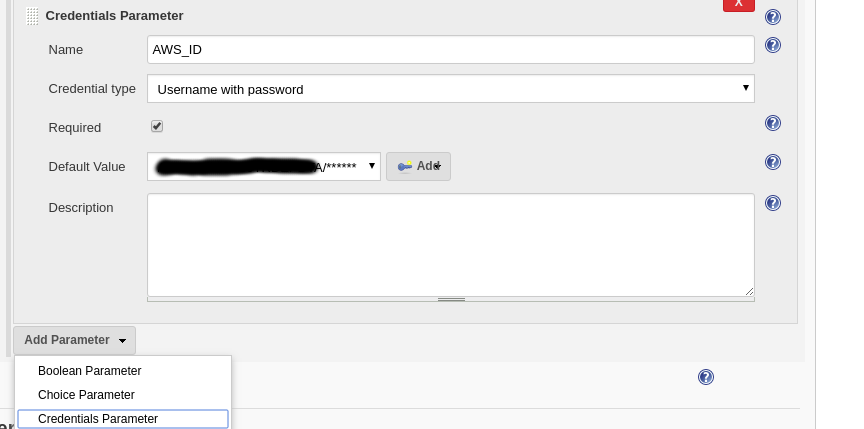 X
Credentials Parameter
?
Name
AWS_ID
?
Credential type
Username with password
Required
?
Default Value
A/******
Add
?
Description
?
Add Parameter
Boolean Parameter
?
Choice Parameter
Credentials Parameter